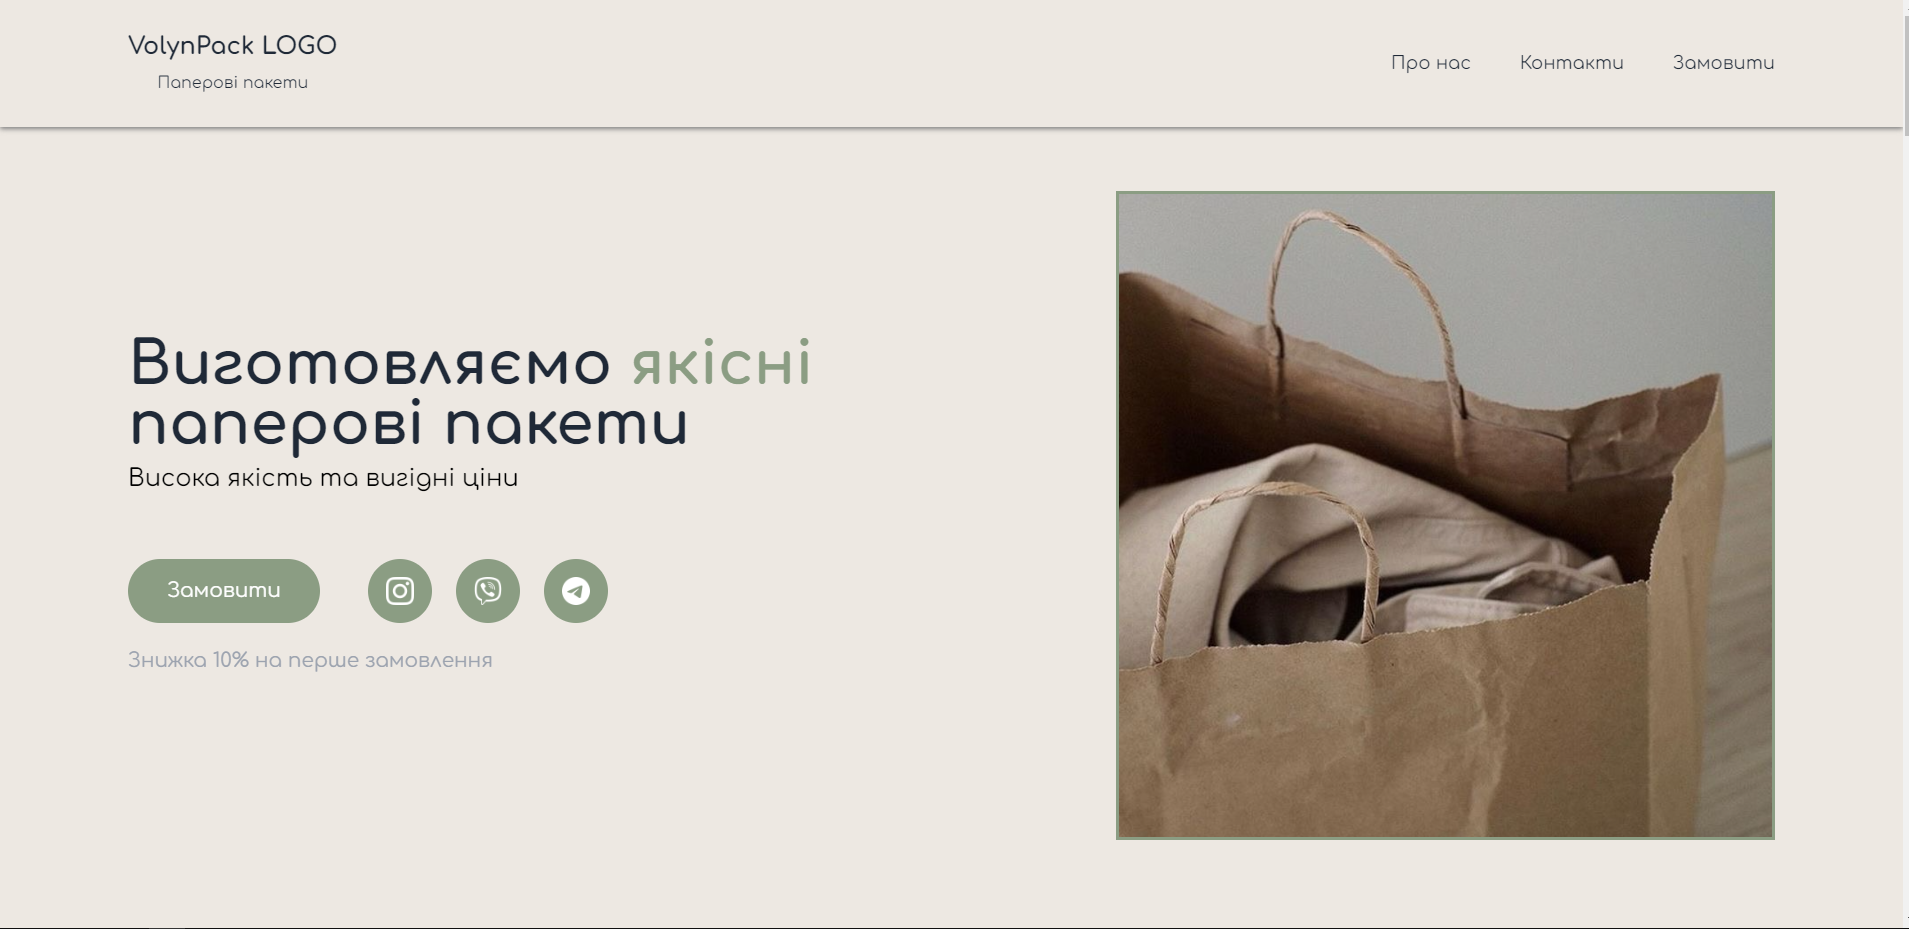 VolynPack LOGO
Паперові пакети
Про нас
Контакти
Замовити
Виготовляємо якісні
паперові пакети
Висока якість та вигідні ціни
Замовити
Знижка 10% на перше замовлення